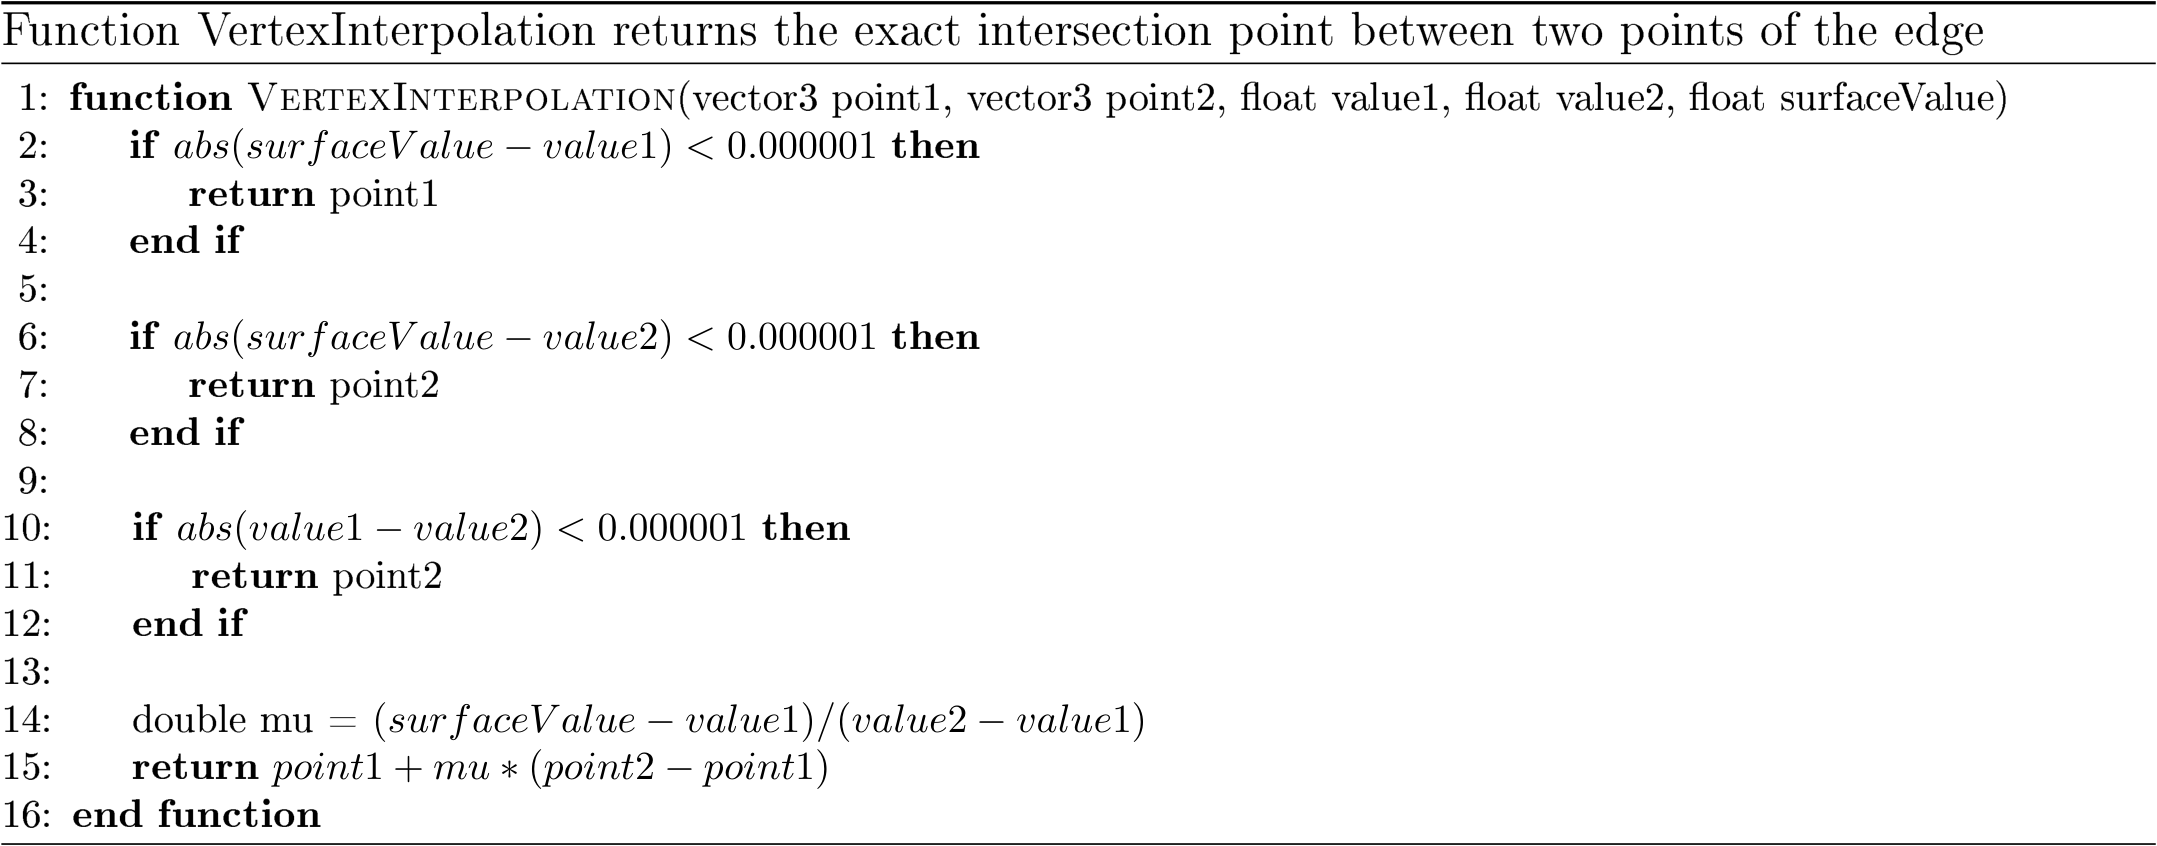 Function VertexInterpolation returns the exact intersection point between two points of the edge
1: function VertexInterpolation(vector3 point1, vector3 point2, float value1, float value2, float surfaceValue)
2: if abs(surfaceValue − value1) < 0.000001 then
3: return point1
4: end if
5:
6: if abs(surfaceValue − value2) < 0.000001 then
7: return point2
8: end if
9:
10: if abs(value1 − value2) < 0.000001 then
11: return point2
12: end if
13:
14: double mu = (surfaceValue − value1)/(value2 − value1)
15: return point1 + mu ∗ (point2 − point1)
16: end function